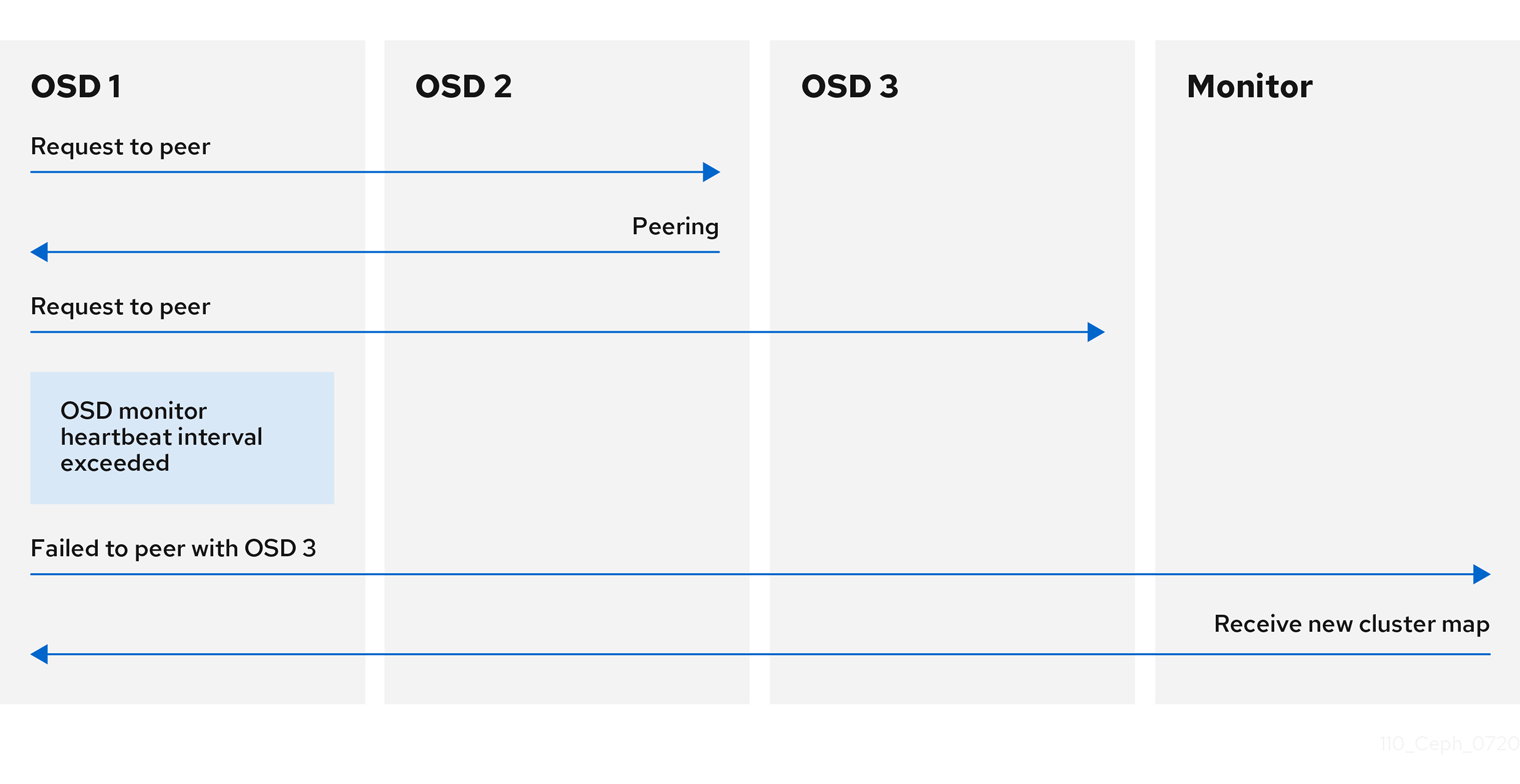 OSD 1
OSD 2
OSD 3
Monitor
Request to peer
Peering
Request to peer
OSD monitor
heartbeat interval
exceeded
Failed to peer with OSD 3
Receive new cluster map
110_Ceph_0720